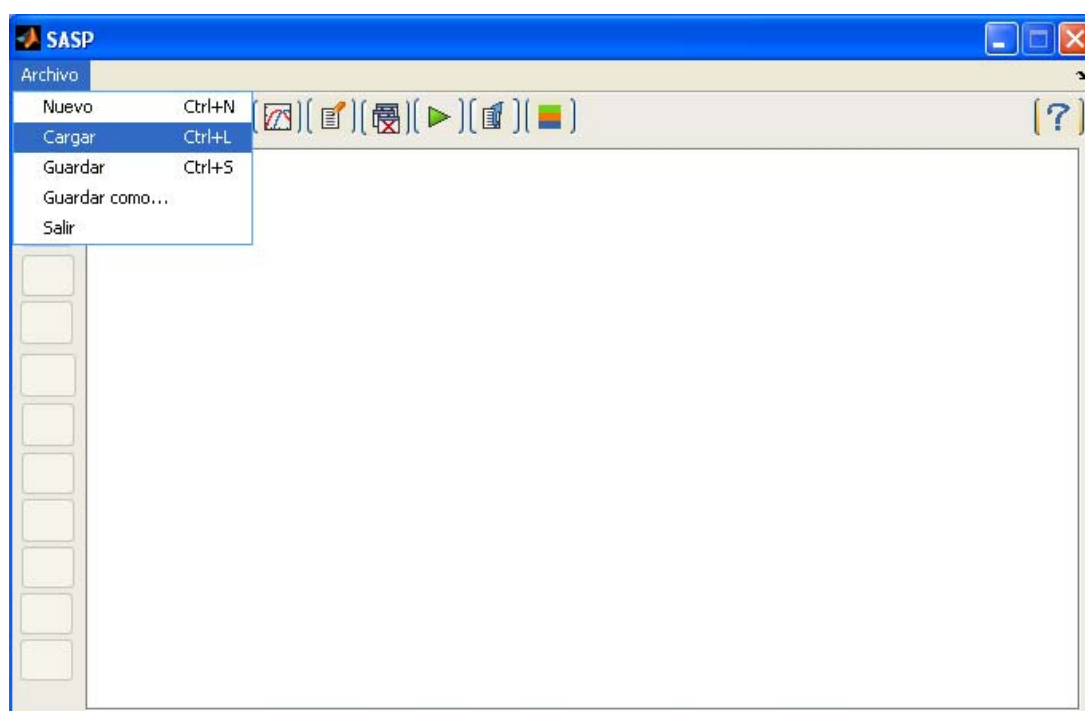 SASP
Archivo
Nuevo Ctrl+N
Cargar Ctrl+L
Guardar Ctrl+S
Guardar como...
Salir
?